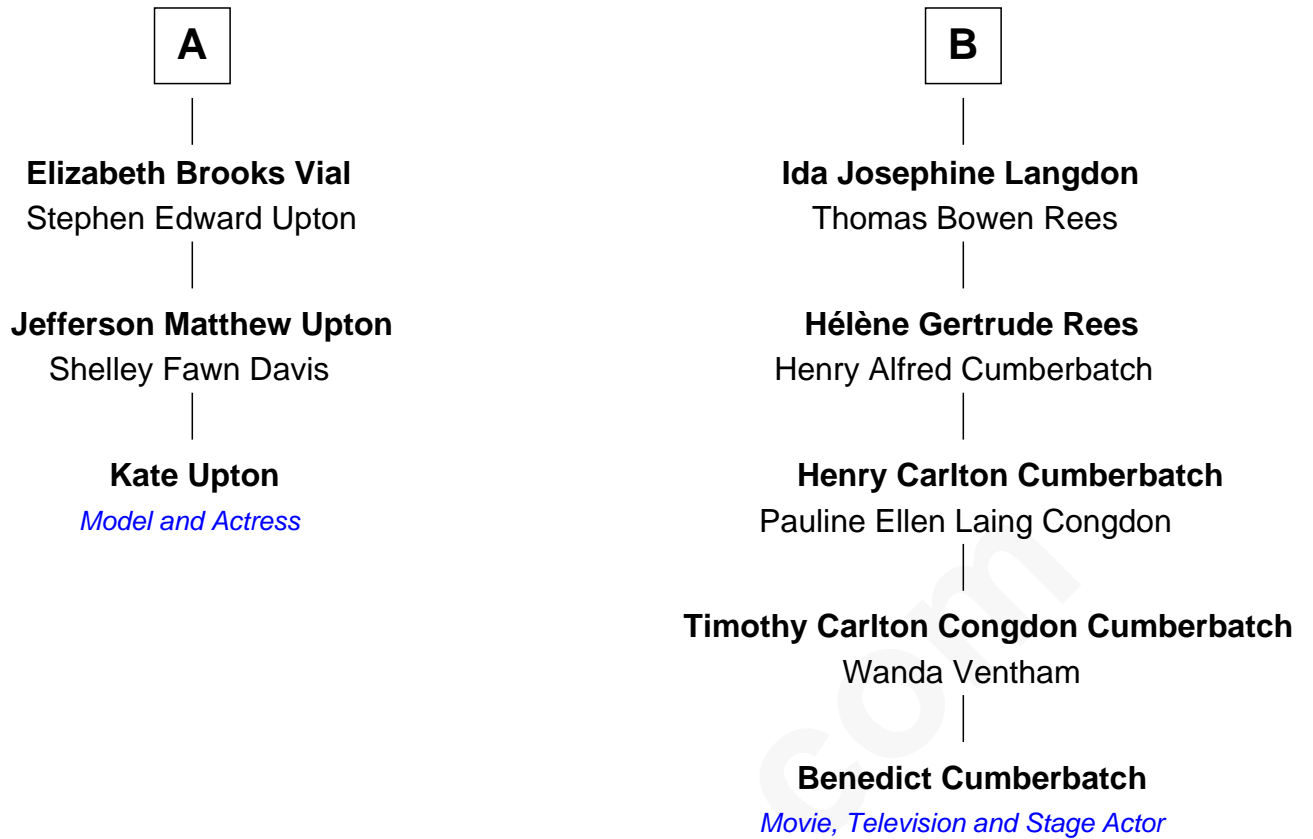 A
Elizabeth Brooks Vial
Stephen Edward Upton
Jefferson Matthew Upton
Shelley Fawn Davis
Kate Upton
Model and Actress
B
Ida Josephine Langdon
Thomas Bowen Rees
Hélène Gertrude Rees
Henry Alfred Cumberbatch
Henry Carlton Cumberbatch
Pauline Ellen Laing Congdon
Timothy Carlton Congdon Cumberbatch
Wanda Ventham
Benedict Cumberbatch
Movie, Television and Stage Actor
com